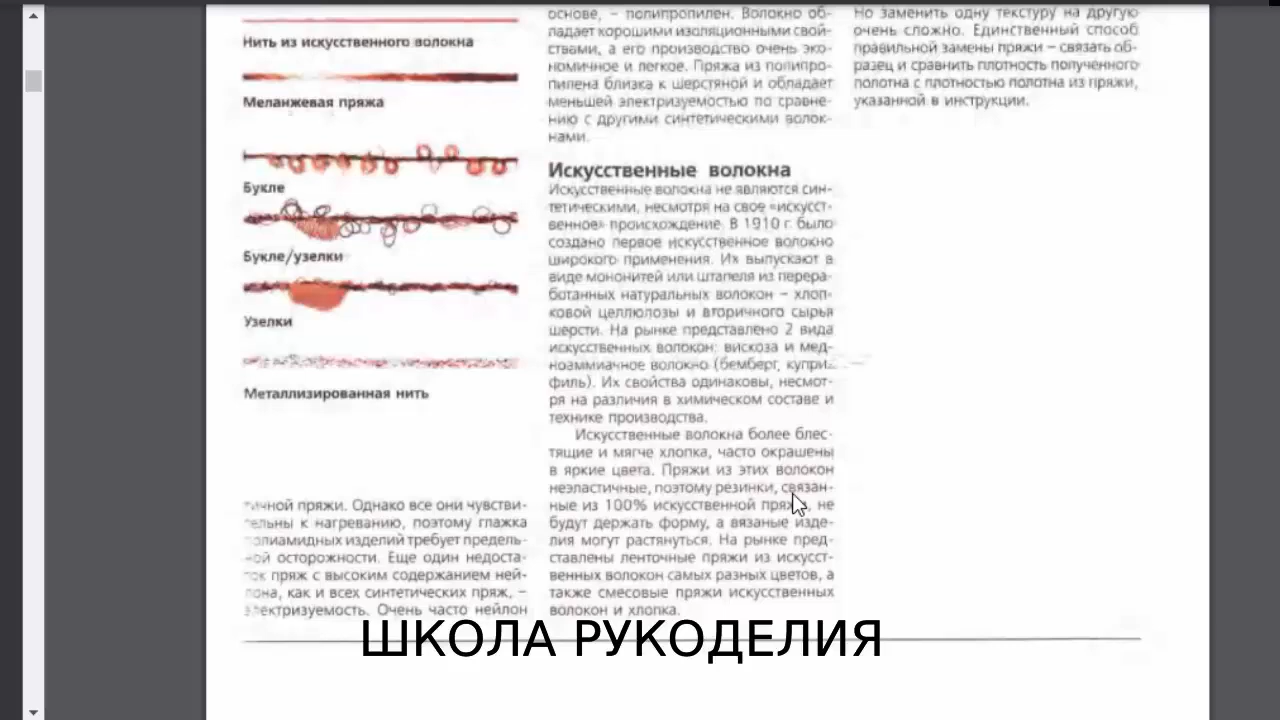 Нить из искусственного волокна
Меланжевая пряжа
Букле
Букле/узелки
Узелки
Металлизированная нить
пряжи. Однако все они чувстви-
к нагреванию, поэтому глажка
изделий требует предель-
осторожности. Еще один недоста-
пряж с высоким содержанием ней-
как и всех синтетических пряж, –
Очень часто нейлон
основе, – полипропилен. Волокно об-
ладает хорошими изоляционными свой-
ствами, а его производство очень эко-
номичное и легкое. Пряжа из полипро-
пилена близка к шерстяной и обладает
меньшей электризуемостью по сравне-
нию с другими синтетическими волок-
нами.
Искусственные волокна
Искусственные волокна не являются син-
тетическими, несмотря на свое «искусст-
венное» происхождение. В 1910 г. было
создано первое искусственное волокно
широкого применения. Их выпускают в
виде мононитей или штапеля из перера-
ботанных натуральных волокон – хлоп-
ковой целлюлозы и вторичного сырья
шерсти. На рынке представлено 2 вида
искусственных волокон: вискоза и мед-
ноаммиачное волокно (бемберг,
филь). Их свойства одинаковы, несмот-
ря на различия в химическом составе и
технике производства.
Искусственные волокна более блес-
тящие и мягче хлопка, часто окрашены
в яркие цвета. Пряжи из этих волокон
неэластичные, поэтому резинки, связан-
ные из 100% искусственной не
будут держать форму, а вязаные изде-
лия могут растянуться. На рынке пред-
ставлены ленточные пряжи из искусст-
венных волокон самых разных цветов, а
также смесовые пряжи искусственных
волокон и хлопка.
Но заменить одну текстуру на другую
очень сложно. Единственный способ
правильной замены пряжи – связать об-
разец и сравнить плотность полученного
полотна с плотностью полотна из пряжи,
указанной в инструкции.
ШКОЛА РУКОДЕЛИЯ